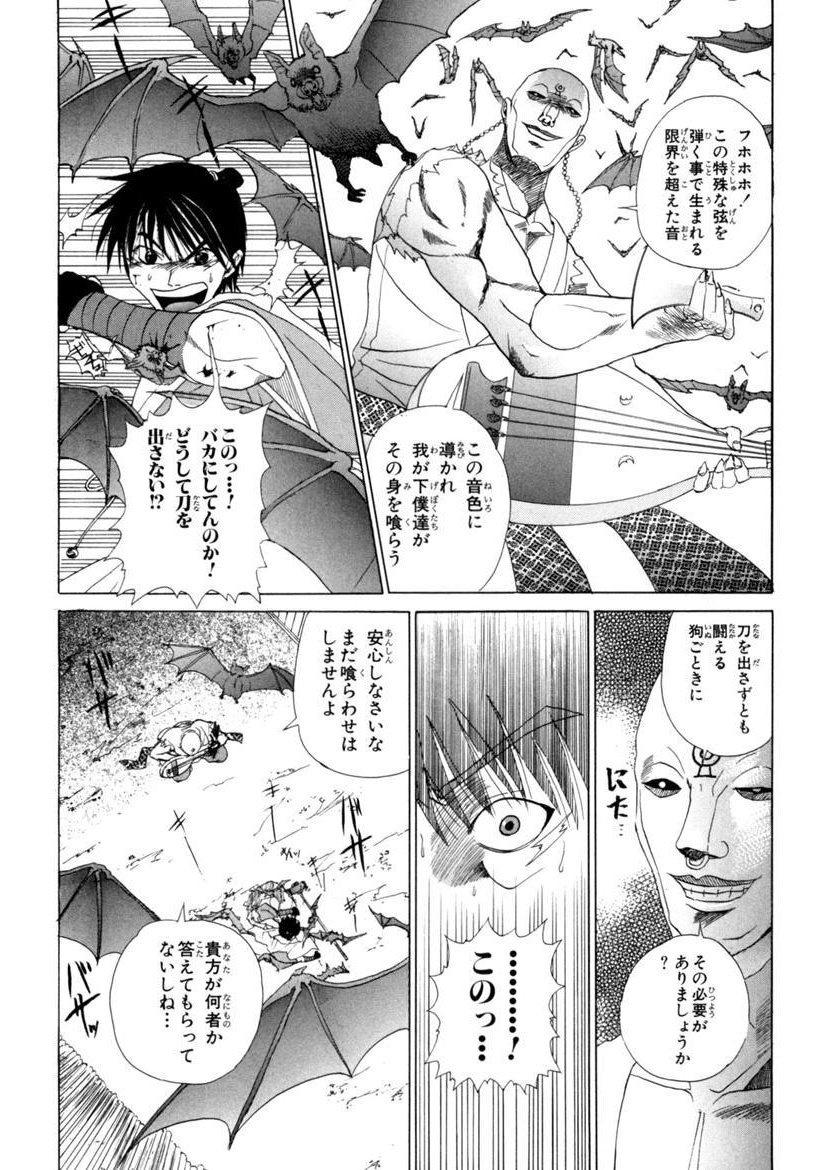 フホホホ！
この特殊な弦を
弾く事で生まれる
限界を超えた音
この音色に
導かれ
我が下僕達が
その身を喰らう
このっ…！
バカにしてんのか！
どうして刀を
出さない!?
刀を出さずとも
闘える
狗ごときに
にたぁ…
その必要が
ありましょうか
？
………！
このっ…
安心しなさいな
まだ喰らわせは
しませんよ
バサッ
バサッ
貴方が何者か
答えてもらって
ないしね…